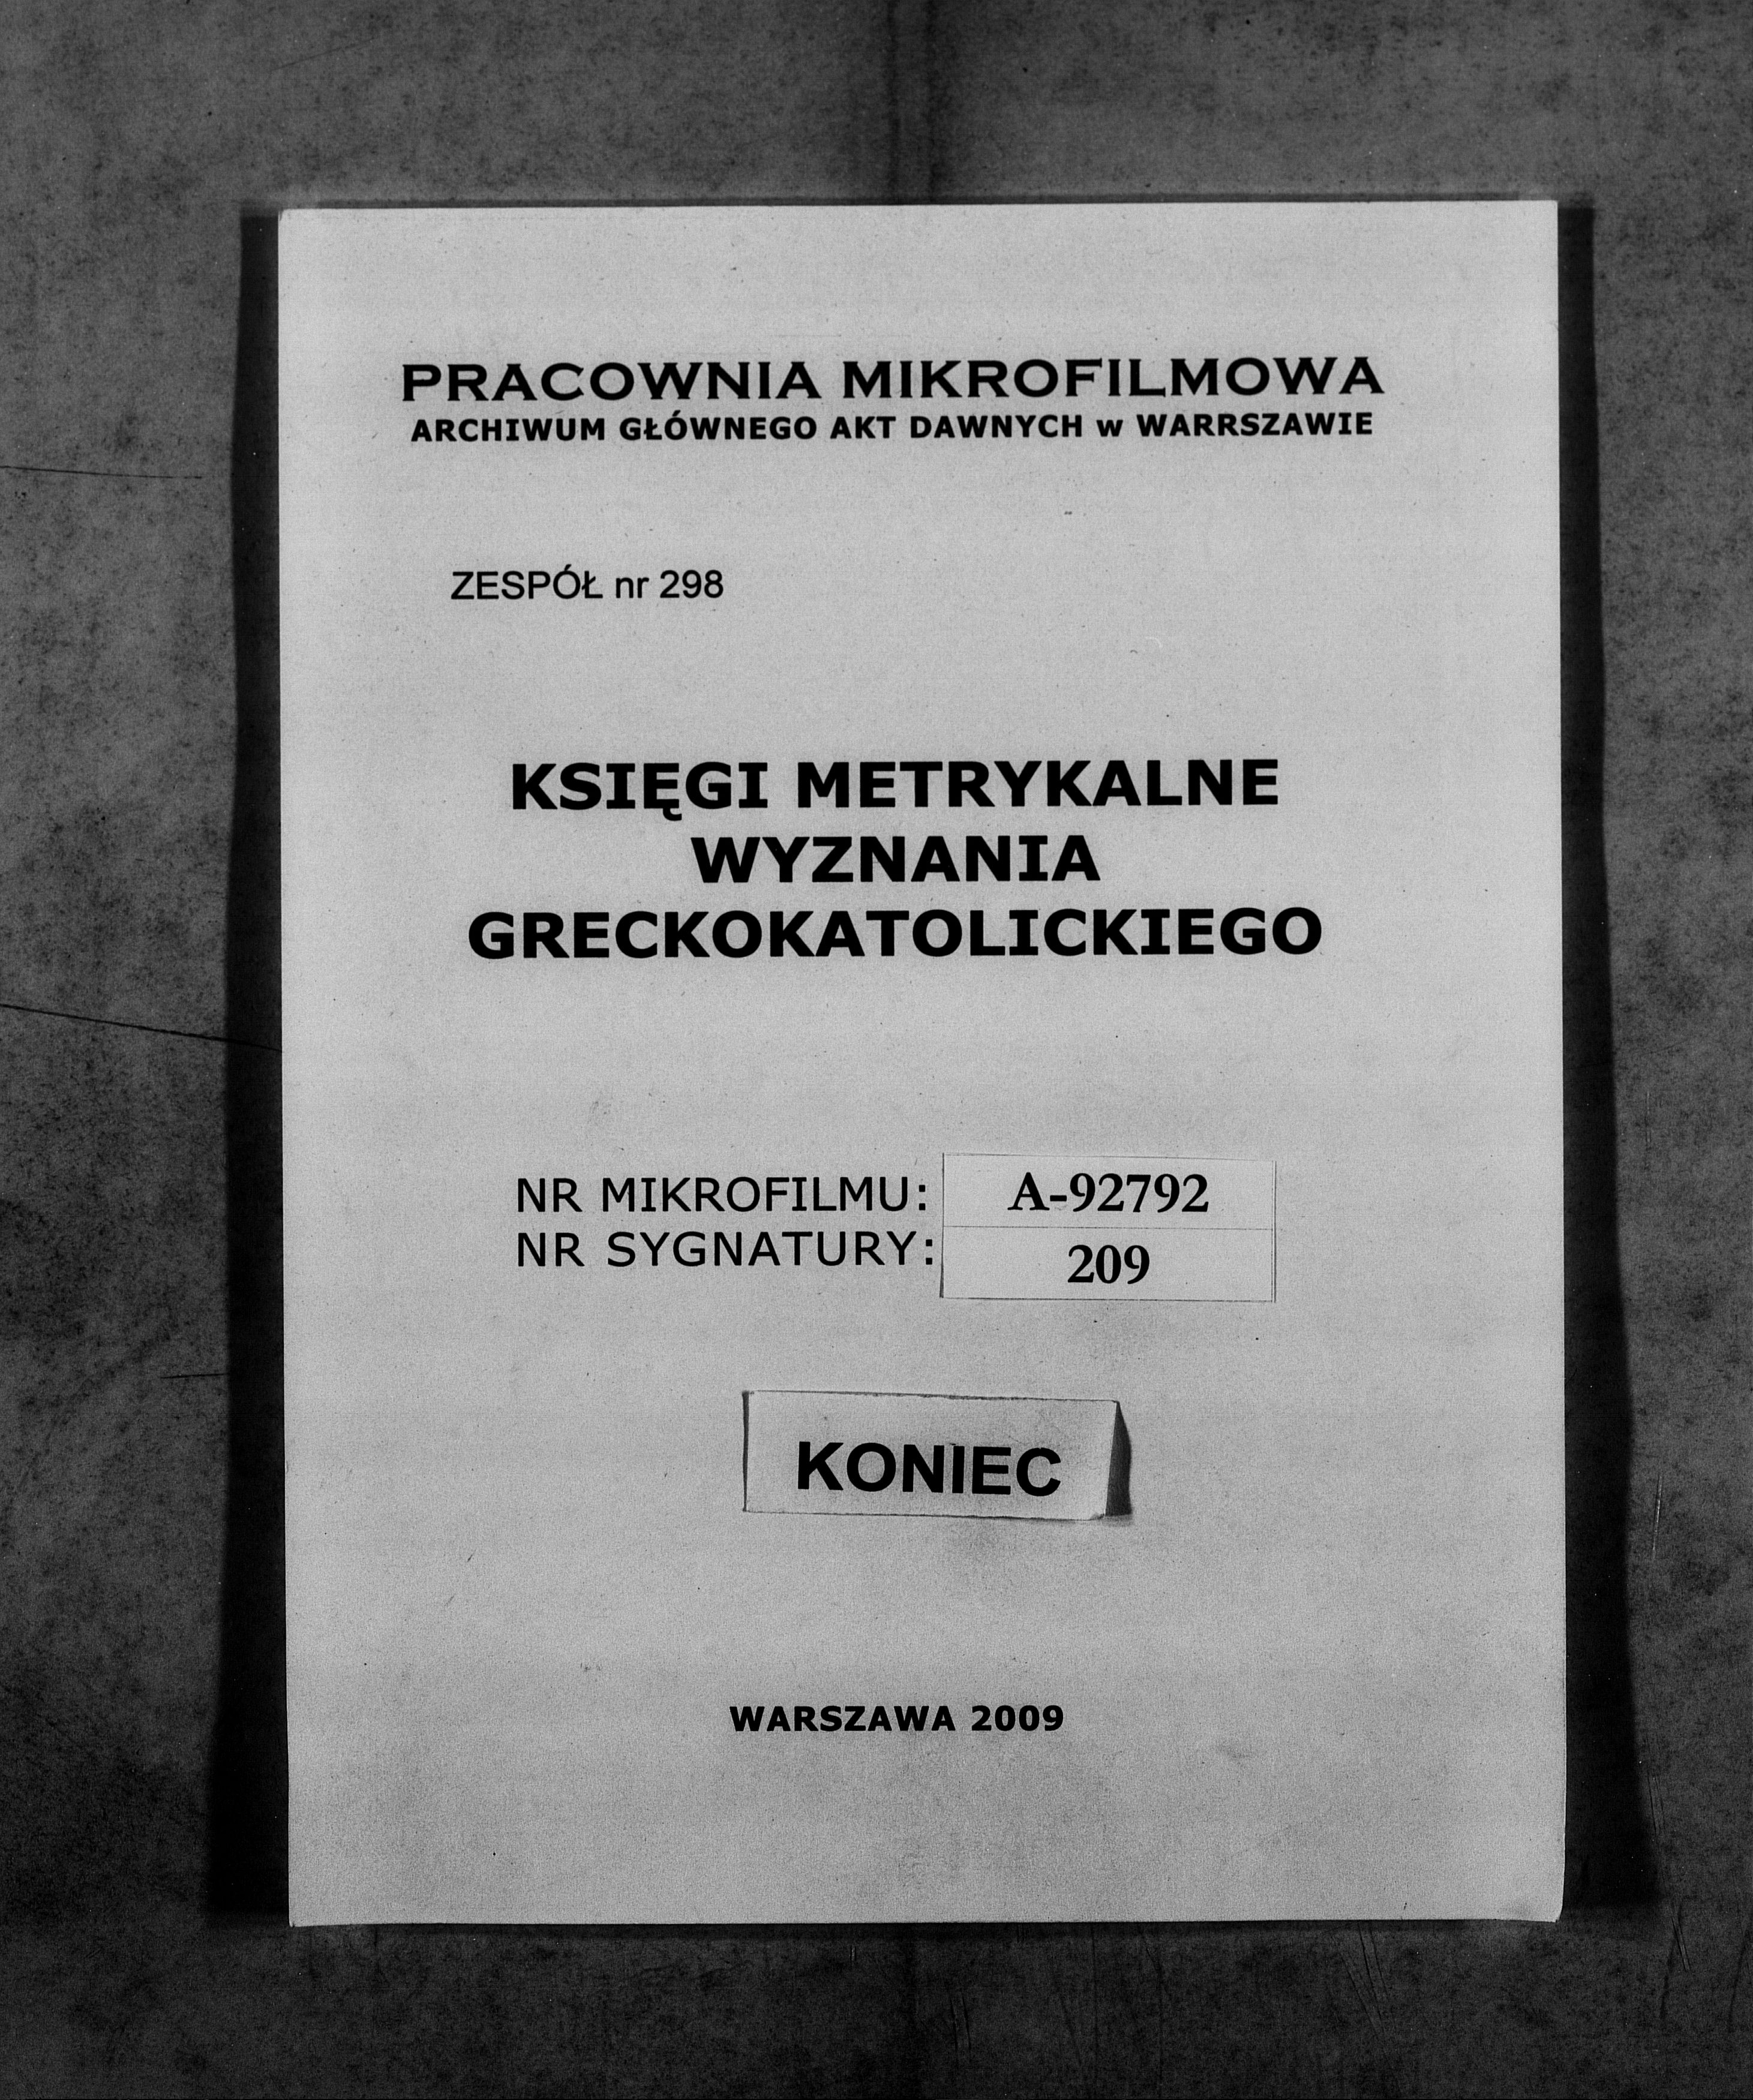 PRACOWNIA MIKROFILMOWA
ARCHIWUM GŁÓWNEGO AKT DAWNYCH w WARRSZAWIE
ZESPÓŁ nr 298
KSIĘGI METRYKALNE
WYZNANIA
GRECKOKATOLICKIEGO
NR MIKROFILMU: A-92792
NR SYGNATURY: 209
KONIEC
WARSZAWA 2009